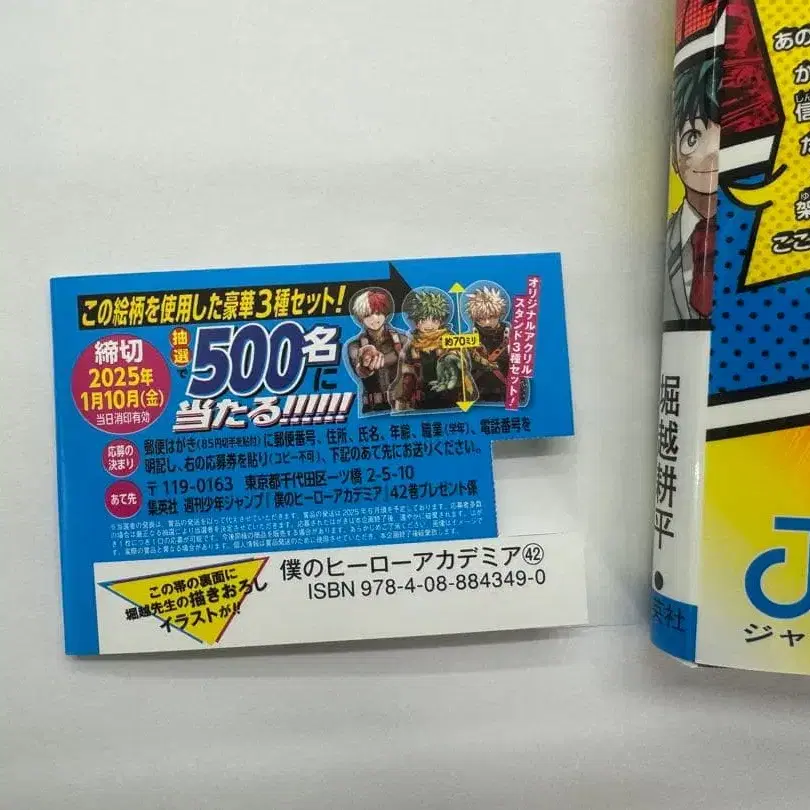 この絵柄を使用した豪華3種セット!
締切
2025年
1月10月(金)
当日消印有効
抽選で
500名に
当たる!!!!!!
約70ミリ
オリジナルアクリル
スタンド3種セット!
応募の
決まり
郵便はがき(85円切手を貼付)に郵便番号、住所、氏名、年齢、職業(学年)、電話番号を
明記し、右の応募券を貼り(コピー不可)、下記のあて先にお送りください。
あて先
〒119-0163 東京都千代田区一ツ橋 2-5-10
集英社 週刊少年ジャンプ『僕のヒーローアカデミア』42巻プレゼント係
この帯の裏面に
堀越先生の描きおろし
イラストが!!
僕のヒーローアカデミア㊷
ISBN 978-4-08-884349-0
堀越耕平
英社
あの
か
信
た
ここ
ジャ